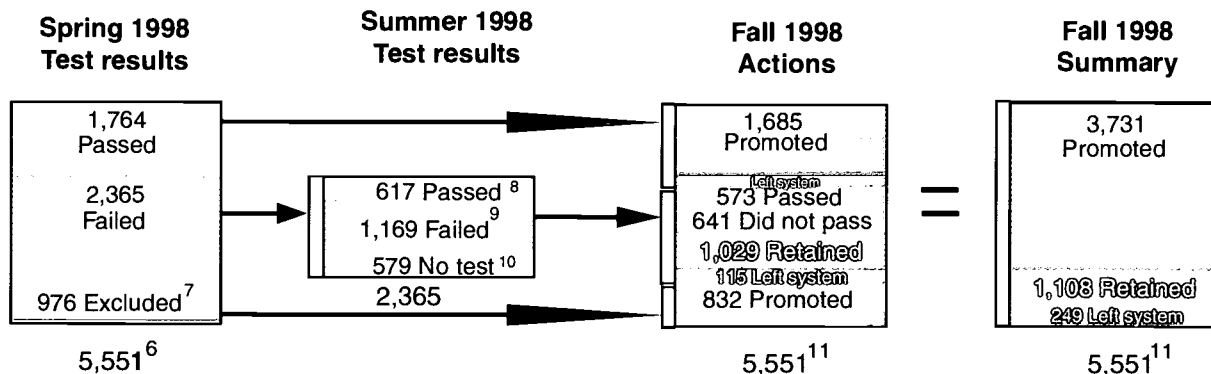 Spring 1998
Test results
Summer 1998
Test results
Fall 1998
Actions
Fall 1998
Summary
1,764
Passed
2,365
Failed
976 Excluded 7
5,551 6
617 Passed 8
1,169 Failed 9
579 No test 10
2,365
1,685
Promoted
Left system
573 Passed
641 Did not pass
1,029 Retained
115 Left system
832 Promoted
5,551 11
=
3,731
Promoted
1,108 Retained
249 Left system
5,551 11